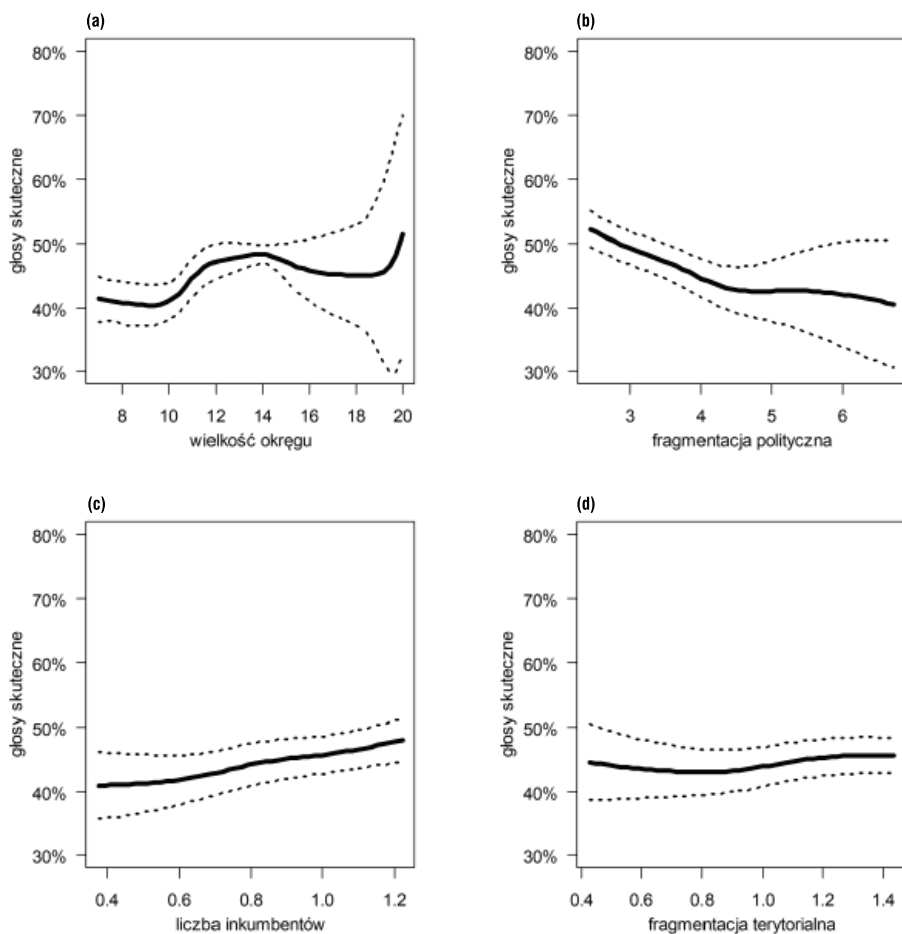 (a)
80%
70%
60%
50%
40%
30%
głosy skuteczne
8 10 12 14 16 18 20
wielkość okręgu
(b)
80%
70%
60%
50%
40%
30%
głosy skuteczne
3 4 5 6
fragmentacja polityczna
(c)
80%
70%
60%
50%
40%
30%
głosy skuteczne
0.4 0.6 0.8 1.0 1.2
liczba inkumbentów
(d)
80%
70%
60%
50%
40%
30%
głosy skuteczne
0.4 0.6 0.8 1.0 1.2 1.4
fragmentacja terytorialna